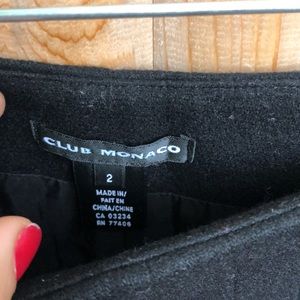 CLUB MONACO
2
MADE IN/
FAIT EN
CHINA/CHINE
CA 03234
RN 77406